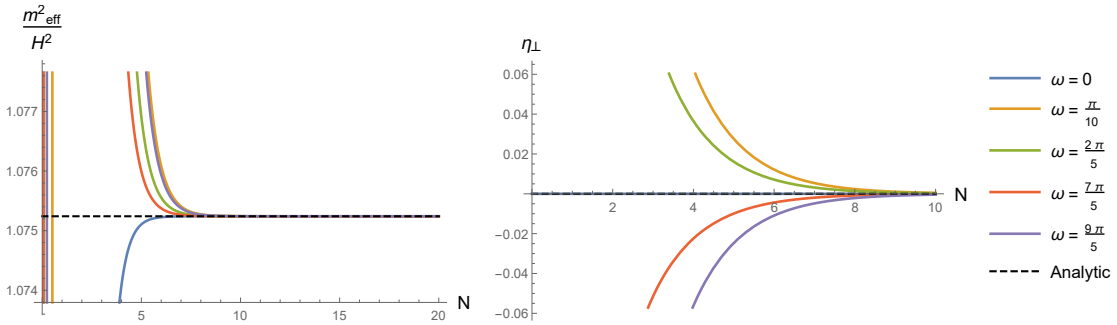 m²eff
H²
1.077
1.076
1.075
1.074
5
10
15
20
N
η⊥
0.06
0.04
0.02
-0.02
-0.04
-0.06
2
4
6
8
10
N
ω = 0
ω = π/10
ω = 2π/5
ω = 7π/5
ω = 9π/5
Analytic